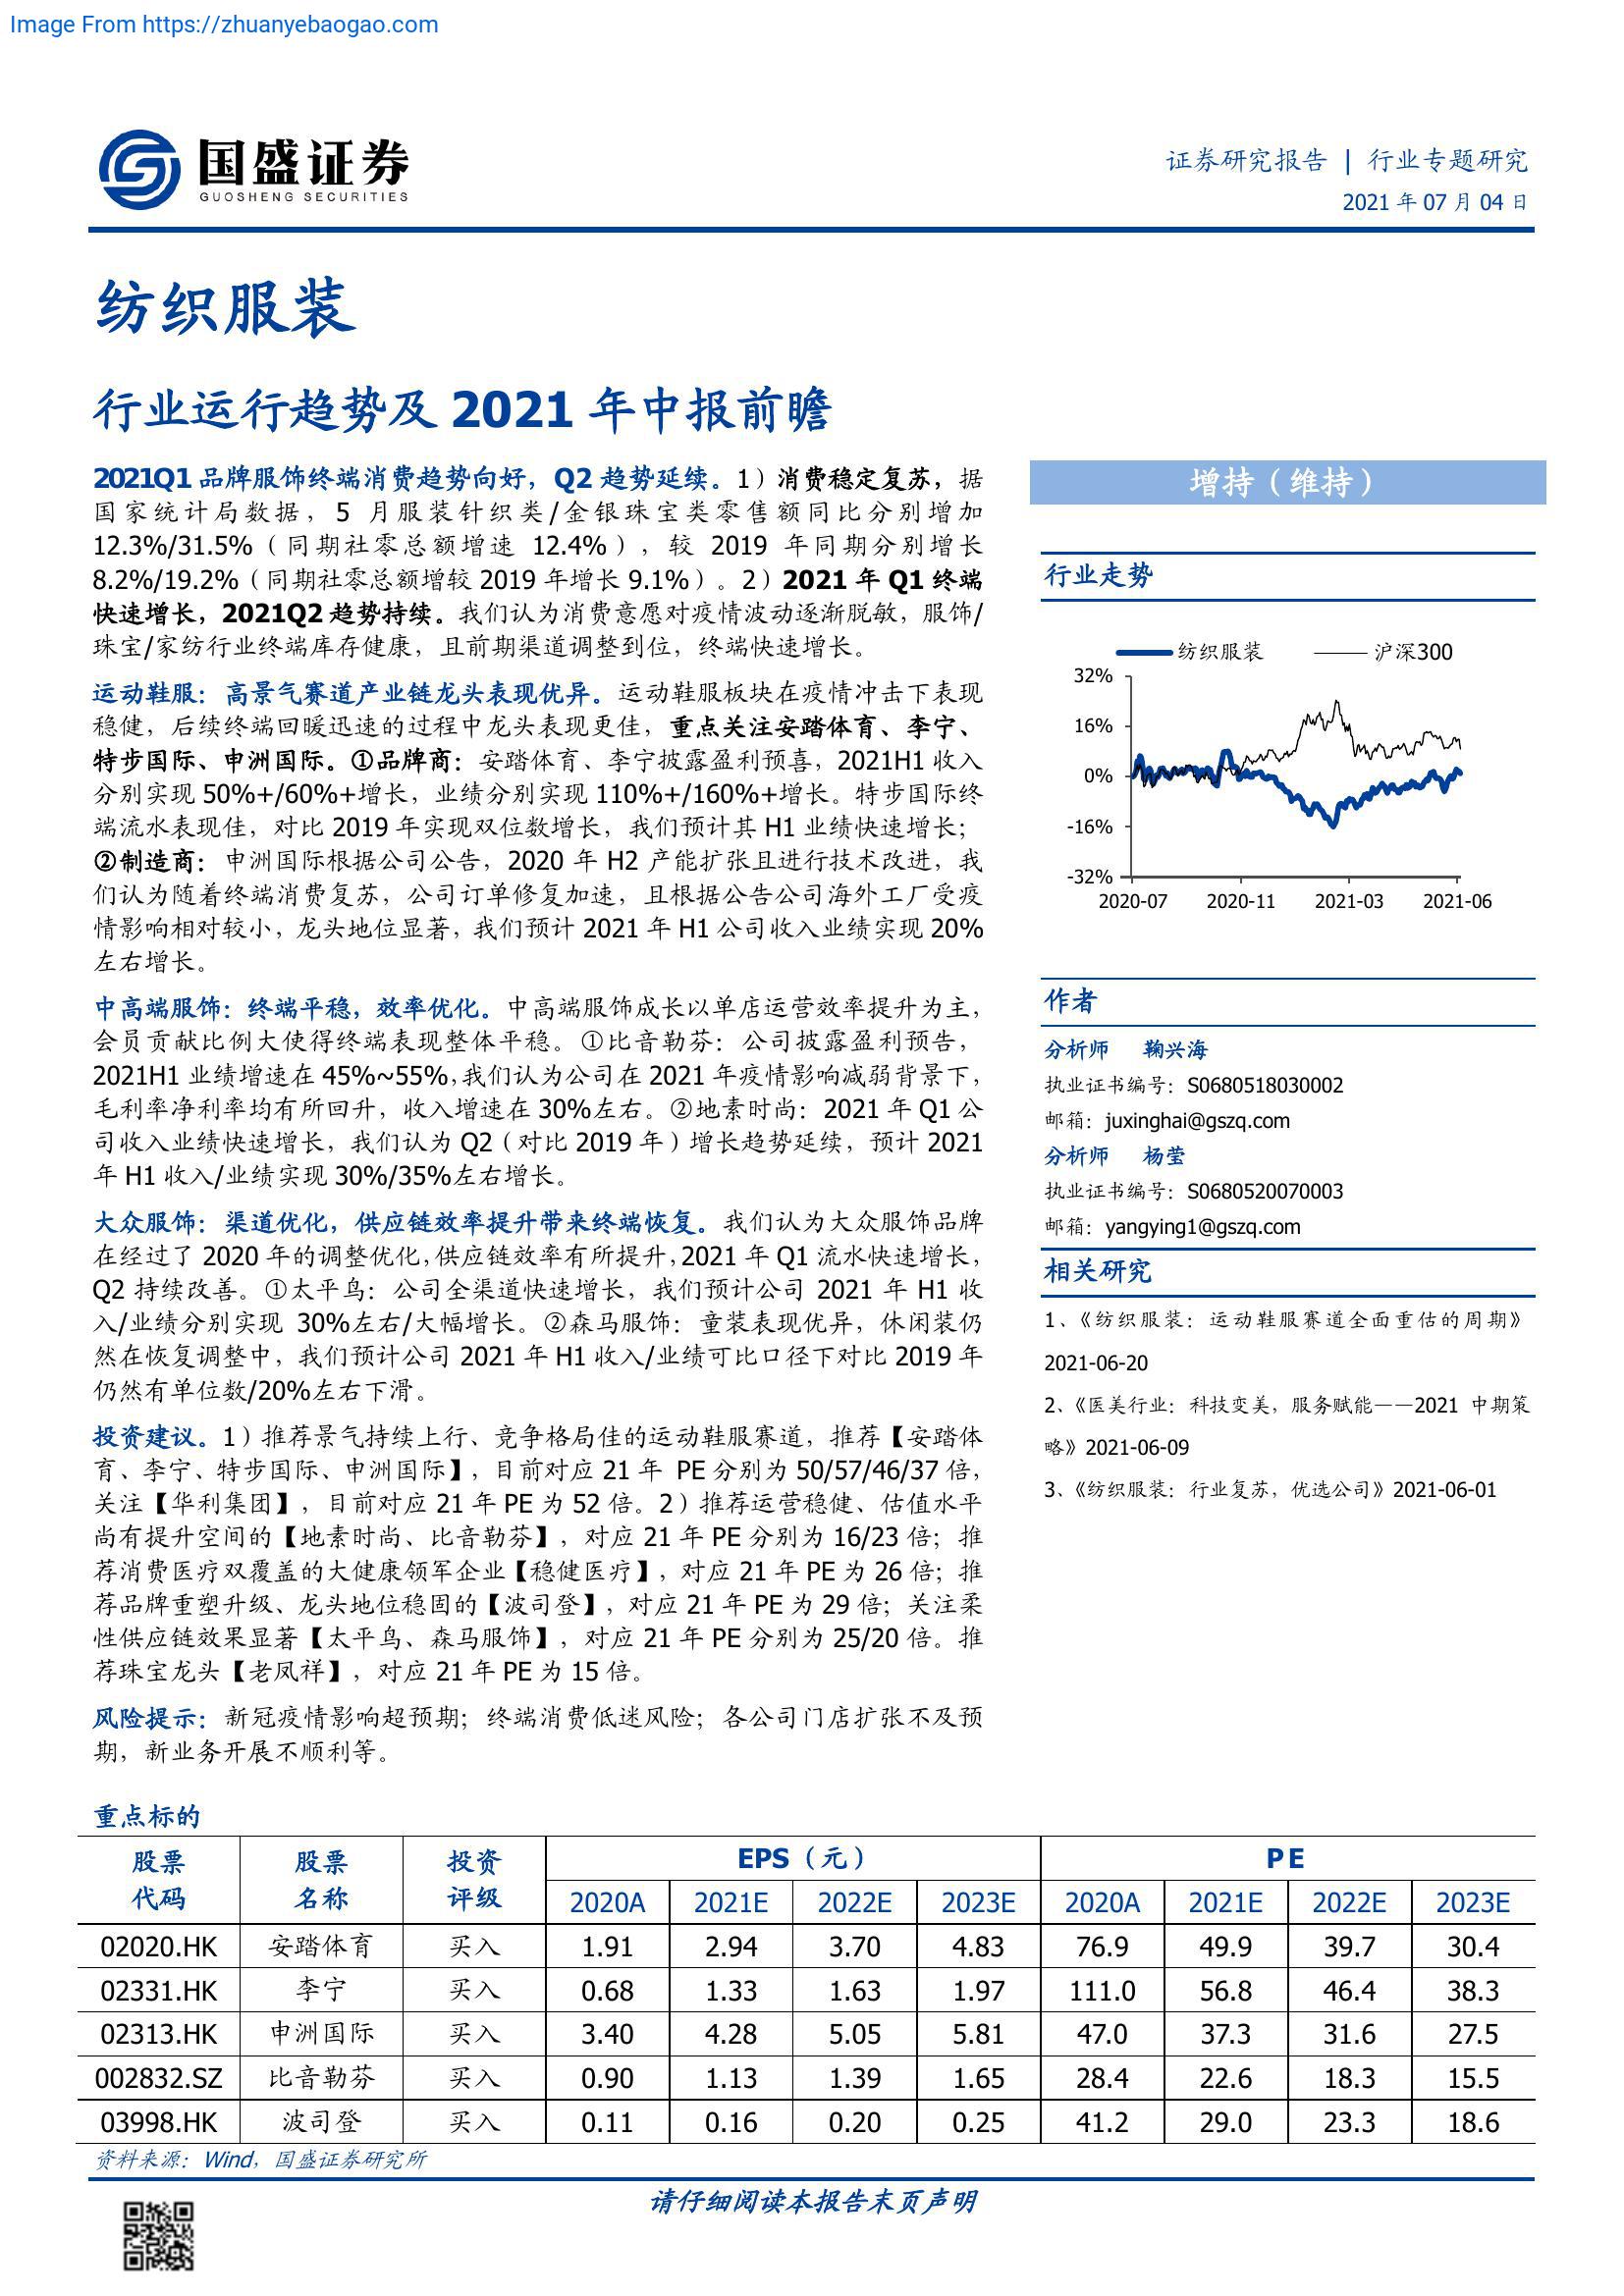 Image From https://zhuanyebaogao.com
国盛证券
GUOSHENG SECURITIES
证券研究报告 | 行业专题研究
2021 年 07 月 04 日
纺织服装
行业运行趋势及 2021 年中报前瞻
2021Q1 品牌服饰终端消费趋势向好，Q2 趋势延续。1）消费稳定复苏，据
国家统计局数据，5 月服装针织类/金银珠宝类零售额同比分别增加
12.3%/31.5%（同期社零总额增速 12.4%），较 2019 年同期分别增长
8.2%/19.2%（同期社零总额增较 2019 年增长 9.1%）。2）2021 年 Q1 终端
快速增长，2021Q2 趋势持续。我们认为消费意愿对疫情波动逐渐脱敏，服饰/
珠宝/家纺行业终端库存健康，且前期渠道调整到位，终端快速增长。
运动鞋服：高景气赛道产业链龙头表现优异。运动鞋服板块在疫情冲击下表现
稳健，后续终端回暖迅速的过程中龙头表现更佳，重点关注安踏体育、李宁、
特步国际、申洲国际。①品牌商：安踏体育、李宁披露盈利预喜，2021H1 收入
分别实现 50%+/60%+增长，业绩分别实现 110%+/160%+增长。特步国际终
端流水表现佳，对比 2019 年实现双位数增长，我们预计其 H1 业绩快速增长；
②制造商：申洲国际根据公司公告，2020 年 H2 产能扩张且进行技术改进，我
们认为随着终端消费复苏，公司订单修复加速，且根据公告公司海外工厂受疫
情影响相对较小，龙头地位显著，我们预计 2021 年 H1 公司收入业绩实现 20%
左右增长。
中高端服饰：终端平稳，效率优化。中高端服饰成长以单店运营效率提升为主，
会员贡献比例大使得终端表现整体平稳。①比音勒芬：公司披露盈利预告，
2021H1 业绩增速在 45%~55%，我们认为公司在 2021 年疫情影响减弱背景下，
毛利率净利率均有所回升，收入增速在 30%左右。②地素时尚：2021 年 Q1 公
司收入业绩快速增长，我们认为 Q2（对比 2019 年）增长趋势延续，预计 2021
年 H1 收入/业绩实现 30%/35%左右增长。
大众服饰：渠道优化，供应链效率提升带来终端恢复。我们认为大众服饰品牌
在经过了 2020 年的调整优化，供应链效率有所提升，2021 年 Q1 流水快速增长，
Q2 持续改善。①太平鸟：公司全渠道快速增长，我们预计公司 2021 年 H1 收
入/业绩分别实现 30%左右/大幅增长。②森马服饰：童装表现优异，休闲装仍
然在恢复调整中，我们预计公司 2021 年 H1 收入/业绩可比口径下对比 2019 年
仍然有单位数/20%左右下滑。
投资建议。1）推荐景气持续上行、竞争格局佳的运动鞋服赛道，推荐【安踏体
育、李宁、特步国际、申洲国际】，目前对应 21 年 PE 分别为 50/57/46/37 倍，
关注【华利集团】，目前对应 21 年 PE 为 52 倍。2）推荐运营稳健、估值水平
尚有提升空间的【地素时尚、比音勒芬】，对应 21 年 PE 分别为 16/23 倍；推
荐消费医疗双覆盖的大健康领军企业【稳健医疗】，对应 21 年 PE 为 26 倍；推
荐品牌重塑升级、龙头地位稳固的【波司登】，对应 21 年 PE 为 29 倍；关注柔
性供应链效果显著【太平鸟、森马服饰】，对应 21 年 PE 分别为 25/20 倍。推
荐珠宝龙头【老凤祥】，对应 21 年 PE 为 15 倍。
风险提示：新冠疫情影响超预期；终端消费低迷风险；各公司门店扩张不及预
期，新业务开展不顺利等。
增持（维持）
行业走势
纺织服装 沪深300
32%
16%
0%
-16%
-32%
2020-07 2020-11 2021-03 2021-06
作者
分析师 鞠兴海
执业证书编号：S0680518030002
邮箱：juxinghai@gszq.com
分析师 杨莹
执业证书编号：S0680520070003
邮箱：yangying1@gszq.com
相关研究
1、《纺织服装：运动鞋服赛道全面重估的周期》
2021-06-20
2、《医美行业：科技变美，服务赋能——2021 中期策
略》2021-06-09
3、《纺织服装：行业复苏，优选公司》2021-06-01
重点标的
股票 股票 投资 EPS（元） PE
代码 名称 评级 2020A 2021E 2022E 2023E 2020A 2021E 2022E 2023E
02020.HK 安踏体育 买入 1.91 2.94 3.70 4.83 76.9 49.9 39.7 30.4
02331.HK 李宁 买入 0.68 1.33 1.63 1.97 111.0 56.8 46.4 38.3
02313.HK 申洲国际 买入 3.40 4.28 5.05 5.81 47.0 37.3 31.6 27.5
002832.SZ 比音勒芬 买入 0.90 1.13 1.39 1.65 28.4 22.6 18.3 15.5
03998.HK 波司登 买入 0.11 0.16 0.20 0.25 41.2 29.0 23.3 18.6
资料来源：Wind，国盛证券研究所
请仔细阅读本报告末页声明